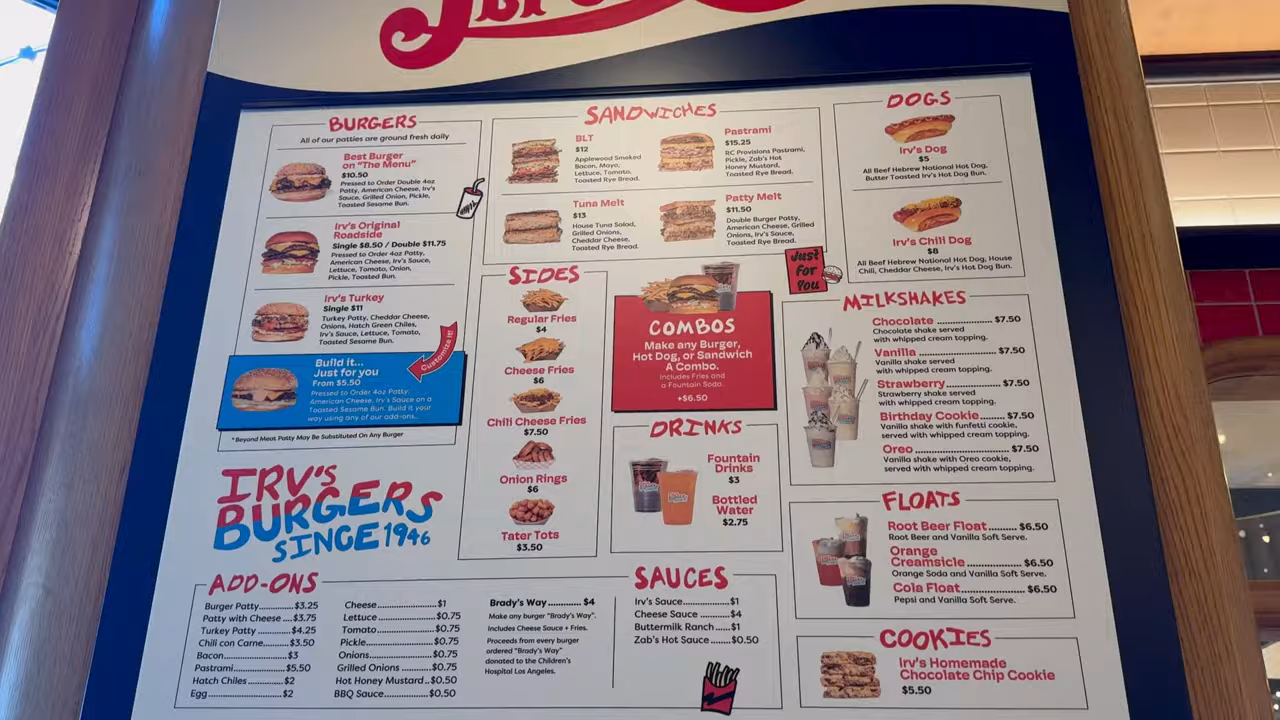 BURGERS
All of our patties are ground fresh daily
Best Burger
on "The Menu"
$10.50
Pressed to Order Double 4oz
Patty, American Cheese, Irv's
Sauce, Grilled Onion, Pickle,
Toasted Sesame Bun.
Irv's Original
Roadside
Single $8.50 / Double $11.75
Pressed to Order 4oz Patty,
American Cheese, Irv's Sauce,
Lettuce, Tomato, Onion,
Pickle, Toasted Bun.
Irv's Turkey
Single $11
Turkey Patty, Cheddar Cheese,
Onions, Hatch Green Chiles,
Irv's Sauce, Lettuce, Tomato,
Toasted Sesame Bun.
Customize it!
Build it...
Just for you
From $5.50
Pressed to Order 4oz Patty,
American Cheese, Irv's Sauce on a
Toasted Sesame Bun. Build it your
way using any of our add-ons..
*Beyond Meat Patty May Be Substituted On Any Burger
IRV'S
BURGERS
SINCE 1946
SANDWICHES
BLT
$12
Applewood Smoked
Bacon, Mayo,
Lettuce, Tomato,
Toasted Rye Bread.
Pastrami
$15.25
RC Provisions Pastrami,
Pickle, Zab's Hot
Honey Mustard,
Toasted Rye Bread.
Tuna Melt
$13
House Tuna Salad,
Grilled Onions,
Cheddar Cheese,
Toasted Rye Bread.
Patty Melt
$11.50
Double Burger Patty,
American Cheese, Grilled
Onions, Irv's Sauce,
Toasted Rye Bread.
Just
for
You
SIDES
Regular Fries
$4
Cheese Fries
$6
Chili Cheese Fries
$7.50
Onion Rings
$6
Tater Tots
$3.50
COMBOS
Make any Burger,
Hot Dog, or Sandwich
A Combo.
Includes Fries and
a Fountain Soda.
+$6.50
DRINKS
Fountain
Drinks
$3
Bottled
Water
$2.75
DOGS
Irv's Dog
$5
All Beef Hebrew National Hot Dog,
Butter Toasted Irv's Hot Dog Bun.
Irv's Chili Dog
$8
All Beef Hebrew National Hot Dog, House
Chili, Cheddar Cheese, Irv's Hot Dog Bun.
MILKSHAKES
Chocolate .............. $7.50
Chocolate shake served
with whipped cream topping.
Vanilla ..................... $7.50
Vanilla shake served
with whipped cream topping.
Strawberry............... $7.50
Strawberry shake served
with whipped cream topping.
Birthday Cookie....... $7.50
Vanilla shake with funfetti cookie,
served with whipped cream topping.
Oreo......................... $7.50
Vanilla shake with Oreo cookie,
served with whipped cream topping.
FLOATS
Root Beer Float........ $6.50
Root Beer and Vanilla Soft Serve.
Orange
Creamsicle ............... $6.50
Orange Soda and Vanilla Soft Serve.
Cola Float................. $6.50
Pepsi and Vanilla Soft Serve.
COOKIES
Irv's Homemade
Chocolate Chip Cookie
$5.50
ADD-ONS
Burger Patty............ $3.25
Patty with Cheese.... $3.75
Turkey Patty ........... $4.25
Chili con Carne........ $3.50
Bacon...................... $3
Pastrami................. $5.50
Hatch Chiles........... $2
Egg......................... $2
Cheese.................... $1
Lettuce .................. $0.75
Tomato................... $0.75
Pickle..................... $0.75
Onions.................... $0.75
Grilled Onions ........ $0.75
Hot Honey Mustard.. $0.50
BBQ Sauce.............. $0.50
Brady's Way ............ $4
Make any burger "Brady's Way".
Includes Cheese Sauce + Fries.
Proceeds from every burger
ordered "Brady's Way"
donated to the Children's
Hospital Los Angeles.
SAUCES
Irv's Sauce............... $1
Cheese Sauce .......... $4
Buttermilk Ranch...... $1
Zab's Hot Sauce ...... $0.50